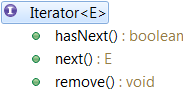 Iterator<E>
hasNext() : boolean
next() : E
remove() : void